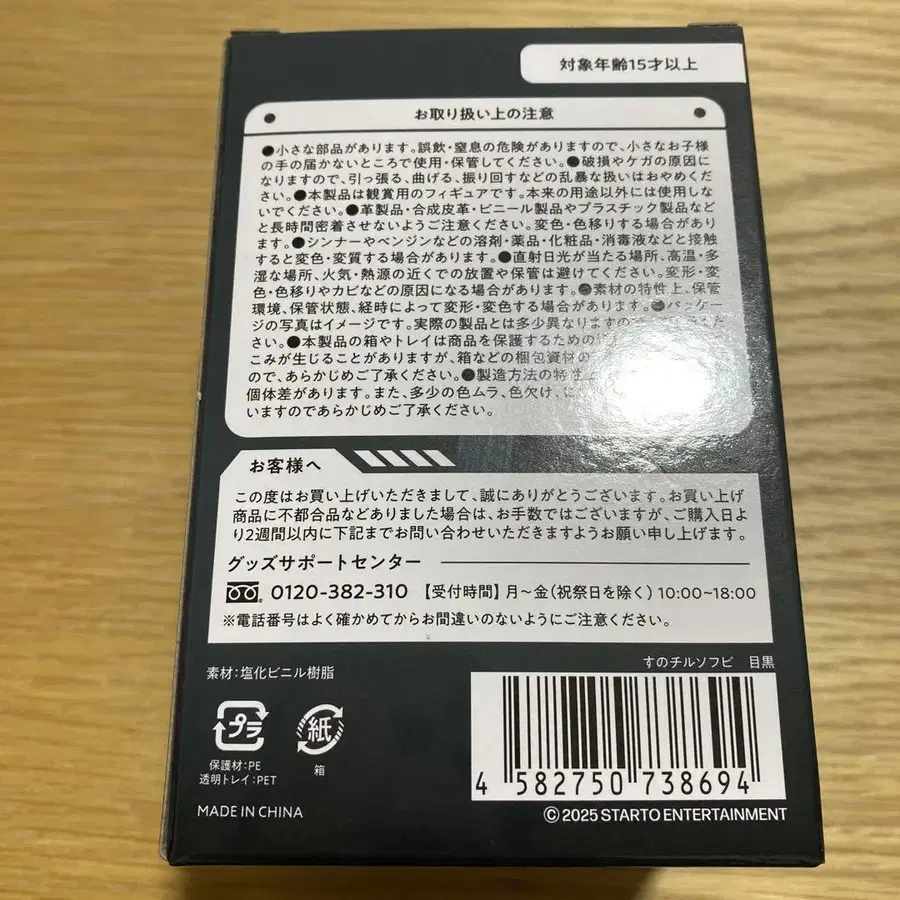 対象年齢15才以上
お取り扱い上の注意
●小さな部品があります。誤飲・窒息の危険がありますので、小さなお子様
の手の届かないところで使用・保管してください。●破損やケガの原因に
なりますので、引っ張る、曲げる、振り回すなどの乱暴な扱いはおやめくだ
さい。●本製品は観賞用のフィギュアです。本来の用途以外には使用しな
いでください。●革製品・合成皮革・ビニール製品やプラスチック製品など
と長時間密着させないようご注意ください。変色・色移りする場合があり
ます。●シンナーやベンジンなどの溶剤・薬品・化粧品・消毒液などと接触
すると変色・変質する場合があります。●直射日光が当たる場所、高温・多
湿な場所、火気・熱源の近くでの放置や保管は避けてください。変形・変
色・色移りやカビなどの原因になる場合があります。●素材の特性上、保管
環境、保管状態、経時によって変形・変色する場合があります。●パッケー
ジの写真はイメージです。実際の製品とは多少異なりますの
さい。●本製品の箱やトレイは商品を保護するための
こみが生じることがありますが、箱などの梱包資材の
ので、あらかじめご了承ください。●製造方法の特性上
個体差があります。また、多少の色ムラ、色欠け、に
いますのであらかじめご了承ください。
お客様へ
この度はお買い上げいただきまして、誠にありがとうございます。お買い上げ
商品に不都合品などありました場合は、お手数ではございますが、ご購入日よ
り2週間以内に下記までお問い合わせいただきますようお願い申し上げます。
グッズサポートセンター
0120-382-310 【受付時間】月〜金(祝祭日を除く) 10:00~18:00
※電話番号はよく確かめてからお間違いのないようにご注意ください。
素材:塩化ビニル樹脂
すのチルソフビ 目黒
プラ
紙
保護材:PE
透明トレイ:PET
箱
4 582750 738694
MADE IN CHINA
© 2025 STARTO ENTERTAINMENT